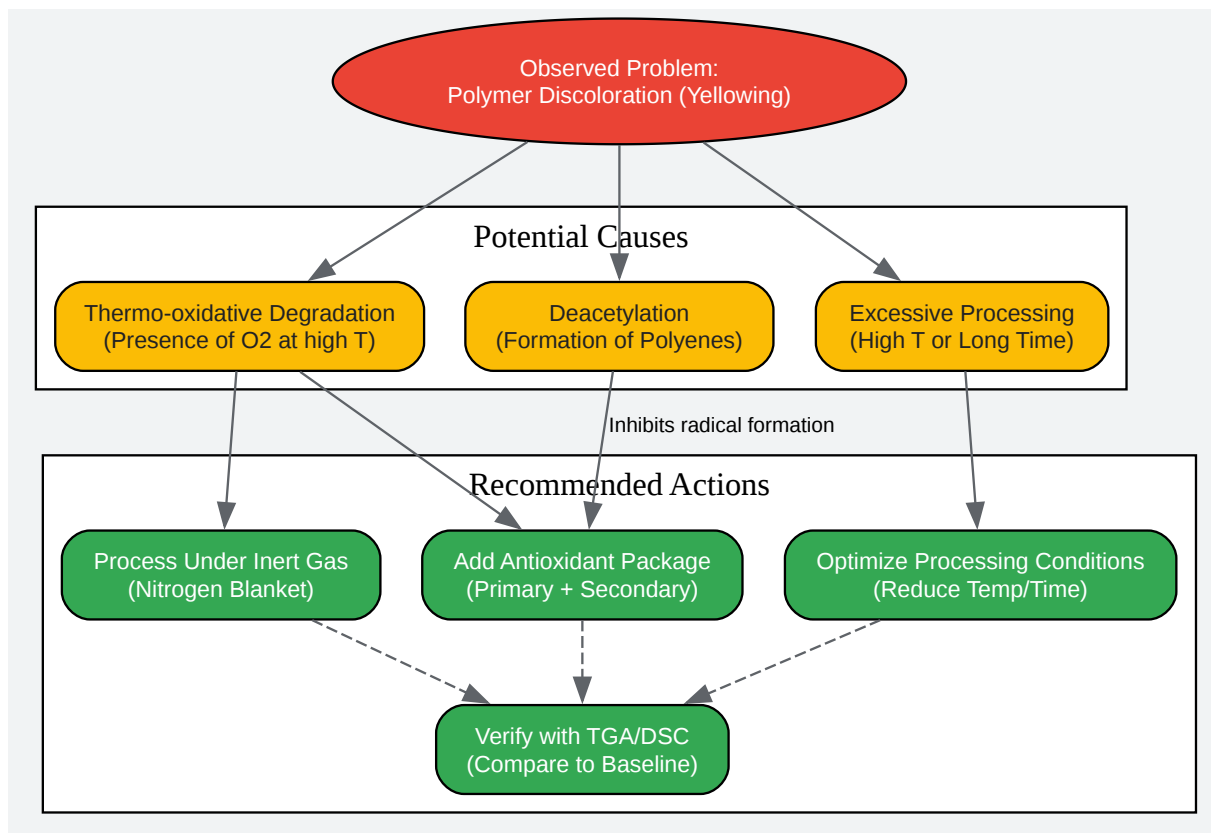 Observed Problem:
Polymer Discoloration (Yellowing)
Potential Causes
Thermo-oxidative Degradation
(Presence of O2 at high T)
Deacetylation
(Formation of Polyenes)
Excessive Processing
(High T or Long Time)
Inhibits radical formation
Recommended Actions
Process Under Inert Gas
(Nitrogen Blanket)
Add Antioxidant Package
(Primary + Secondary)
Optimize Processing Conditions
(Reduce Temp/Time)
Verify with TGA/DSC
(Compare to Baseline)